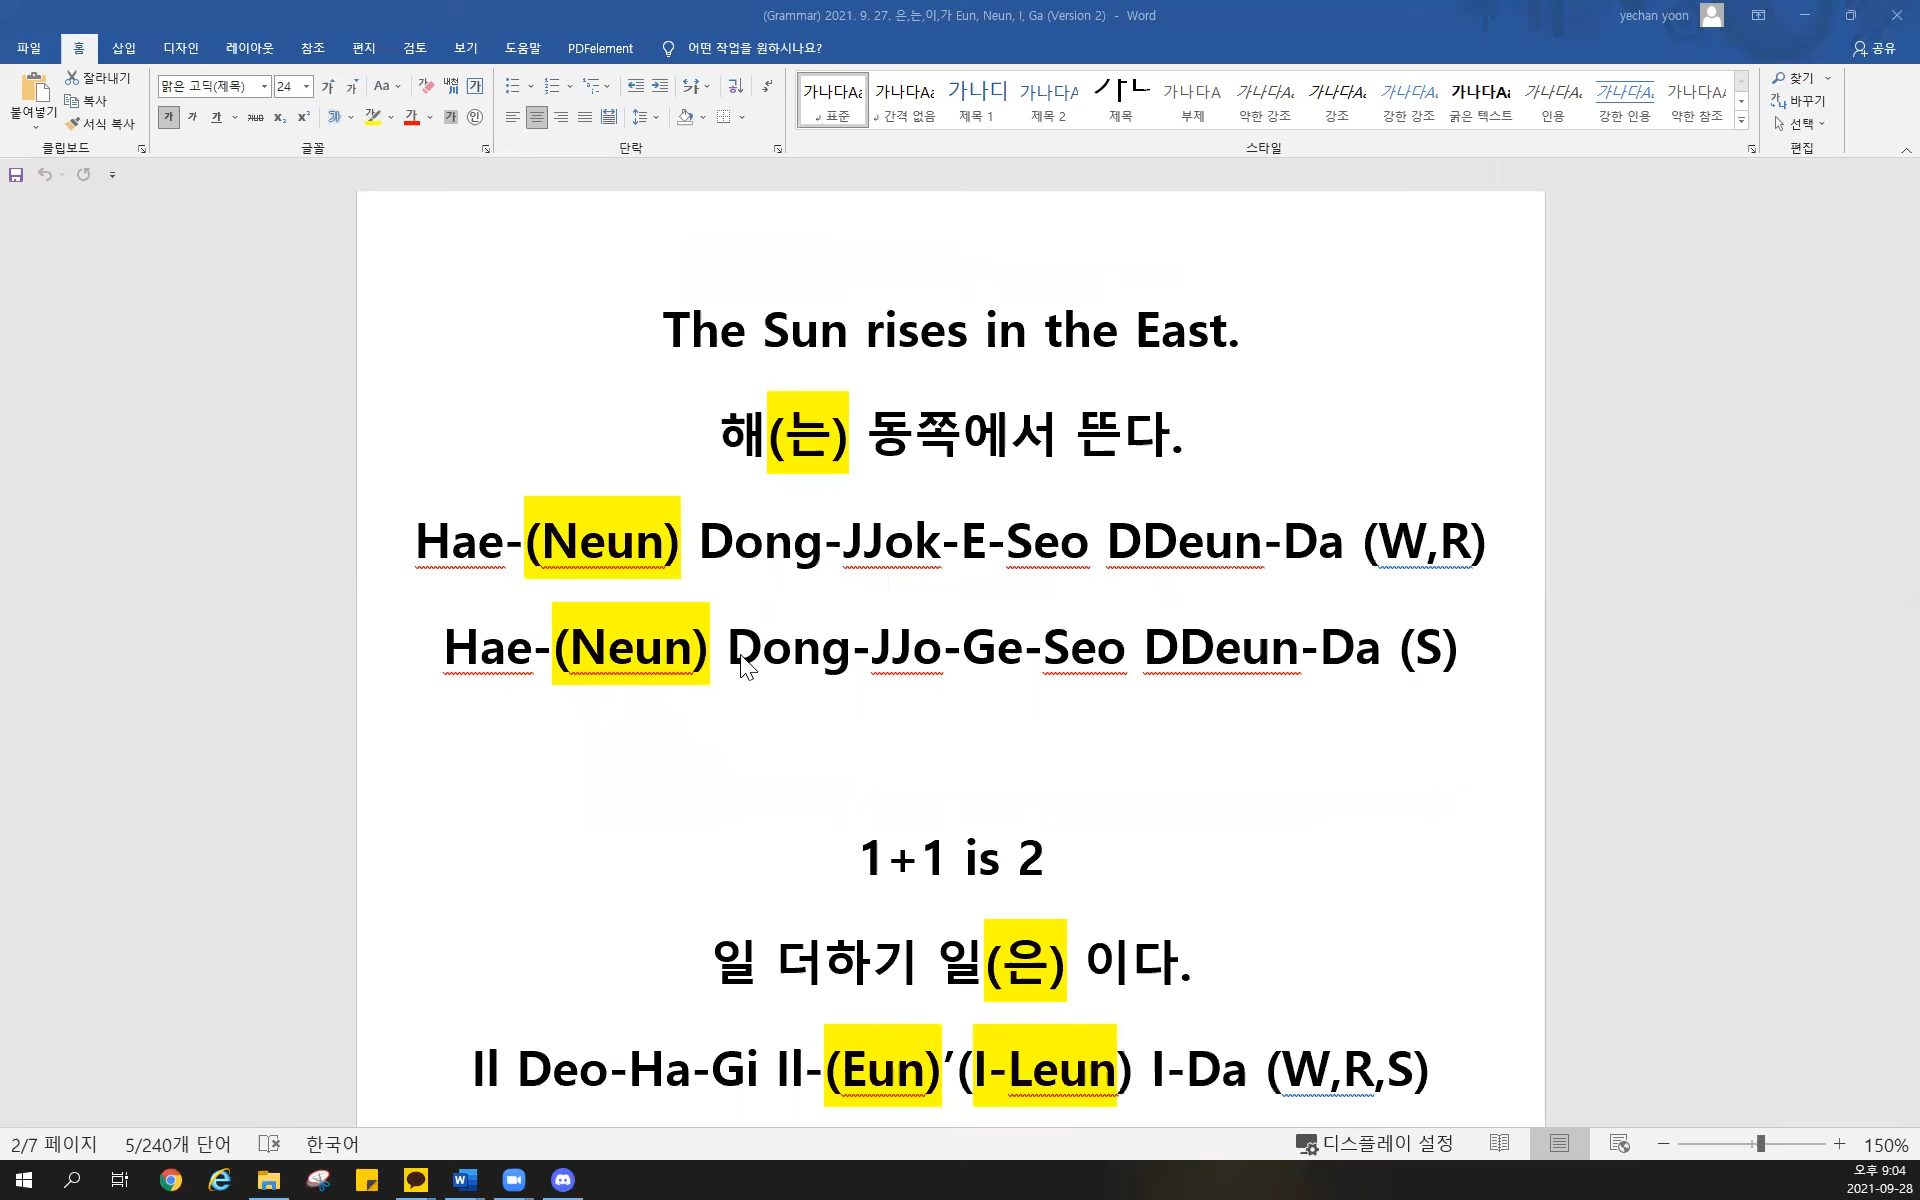 (Grammar) 2021. 9. 27. 은,는,이,가 Eun, Neun, I, Ga (Version 2) - Word
yechan yoon
파일 홈 삽입 디자인 레이아웃 참조 편지 검토 보기 도움말 PDFelement 어떤 작업을 원하시나요? 공유
붙여넣기
잘라내기
복사
서식 복사
클립보드
맑은 고딕(제목) 24
글꼴
단락
표준
간격 없음
제목 1
제목 2
제목
부제
약한 강조
강조
강한 강조
굵은 텍스트
인용
강한 인용
약한 참조
스타일
찾기
바꾸기
선택
편집
The Sun rises in the East.
해(는) 동쪽에서 뜬다.
Hae-(Neun) Dong-JJok-E-Seo DDeun-Da (W,R)
Hae-(Neun) Dong-JJo-Ge-Seo DDeun-Da (S)
1+1 is 2
일 더하기 일(은) 이다.
Il Deo-Ha-Gi Il-(Eun)’(I-Leun) I-Da (W,R,S)
2/7 페이지 5/240개 단어 한국어 디스플레이 설정 150%
오후 9:04
2021-09-28